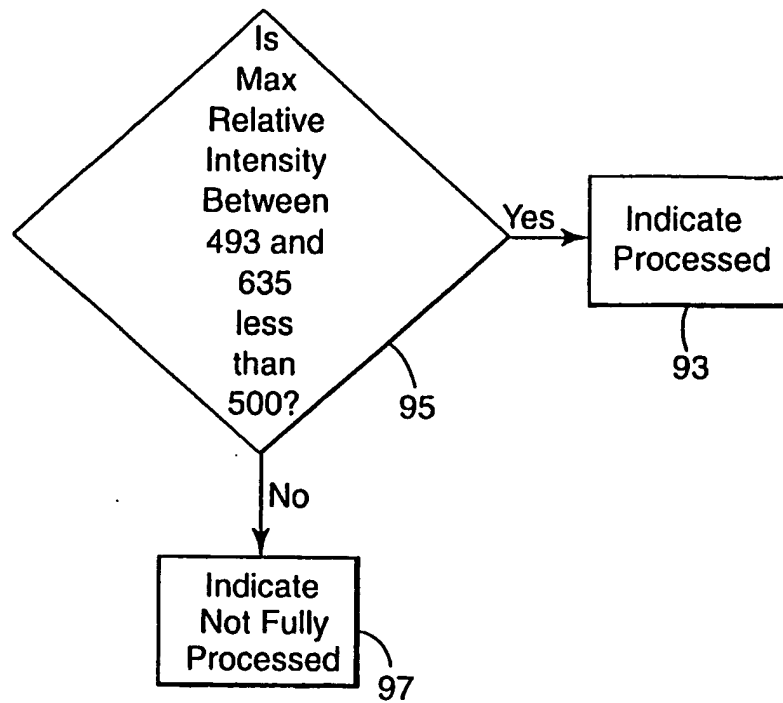 Is
Max
Relative
Intensity
Between
493 and
635
less
than
500?
Yes
Indicate
Processed
93
95
No
Indicate
Not Fully
Processed
97